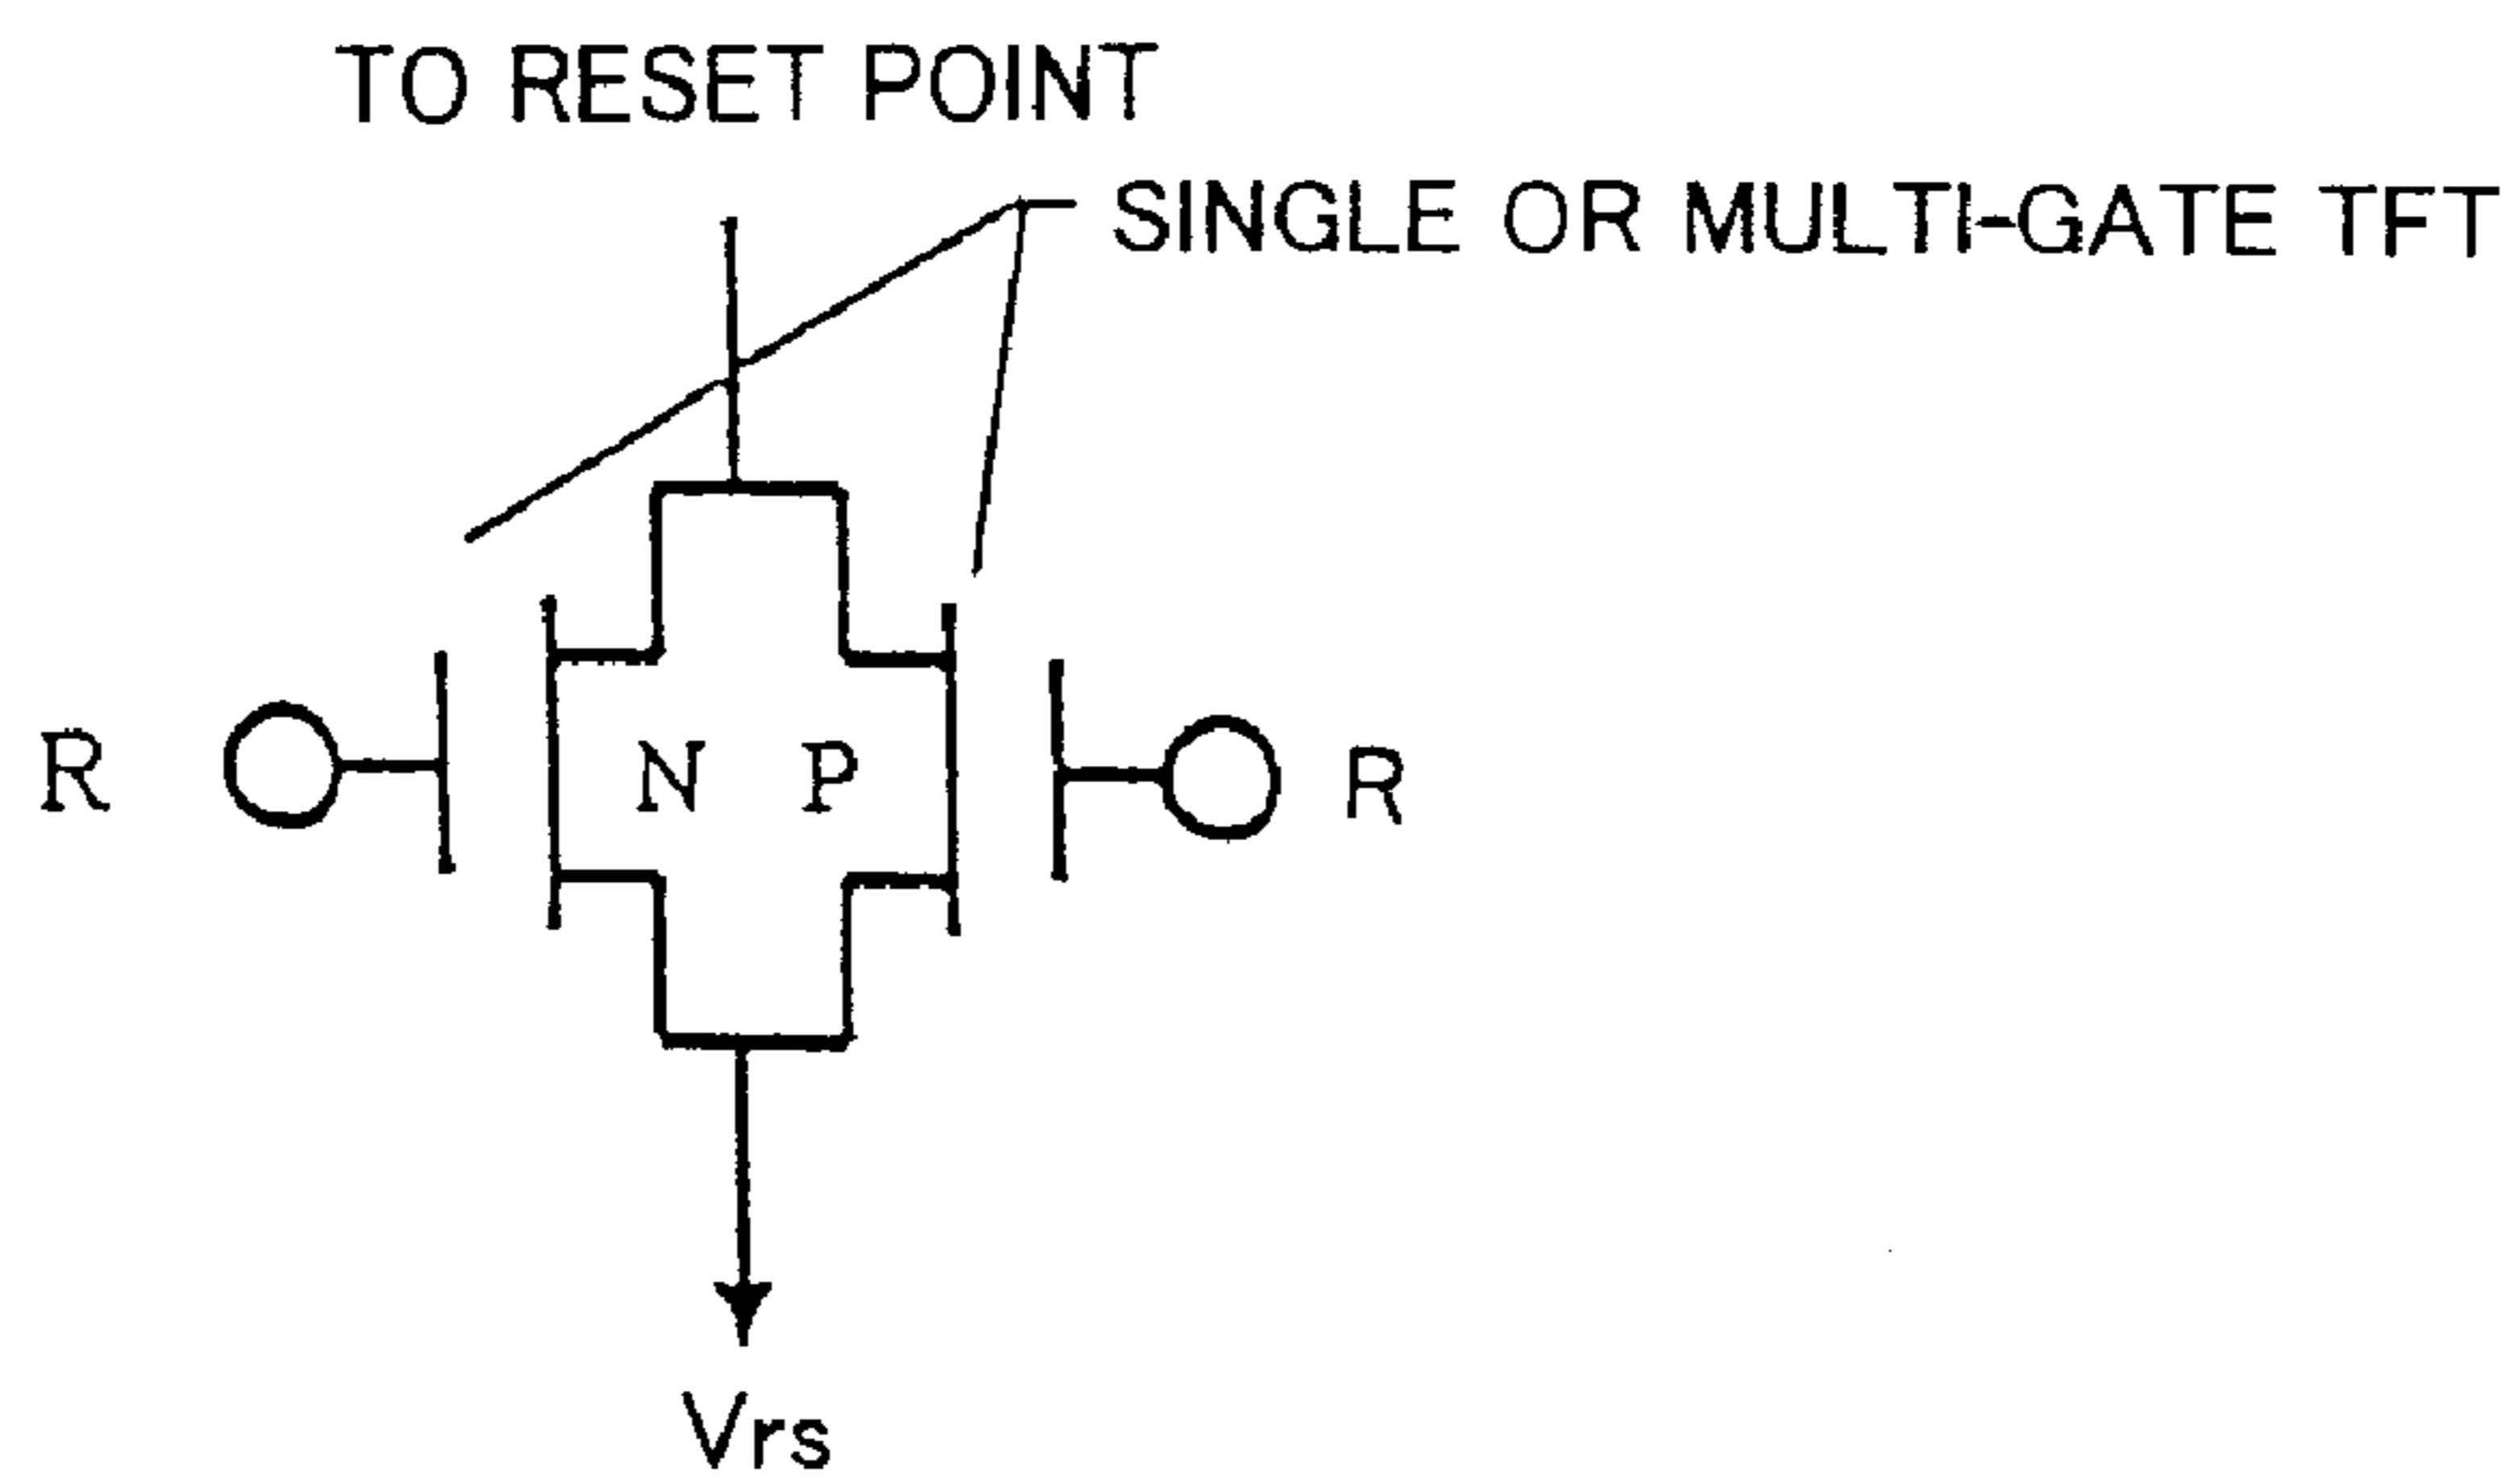 TO RESET POINT
SINGLE OR MULTI-GATE TFT
R N P R
Vrs